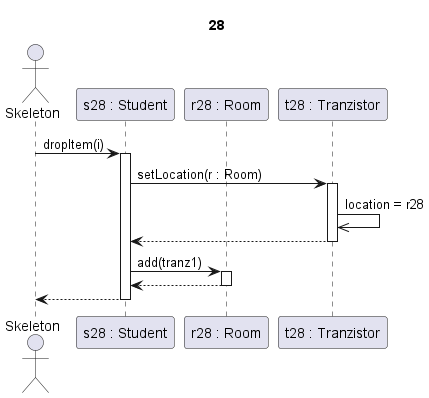 28
Skeleton
s28 : Student
r28 : Room
t28 : Tranzistor
dropItem(i)
setLocation(r : Room)
location = r28
add(tranz1)
Skeleton
s28 : Student
r28 : Room
t28 : Tranzistor